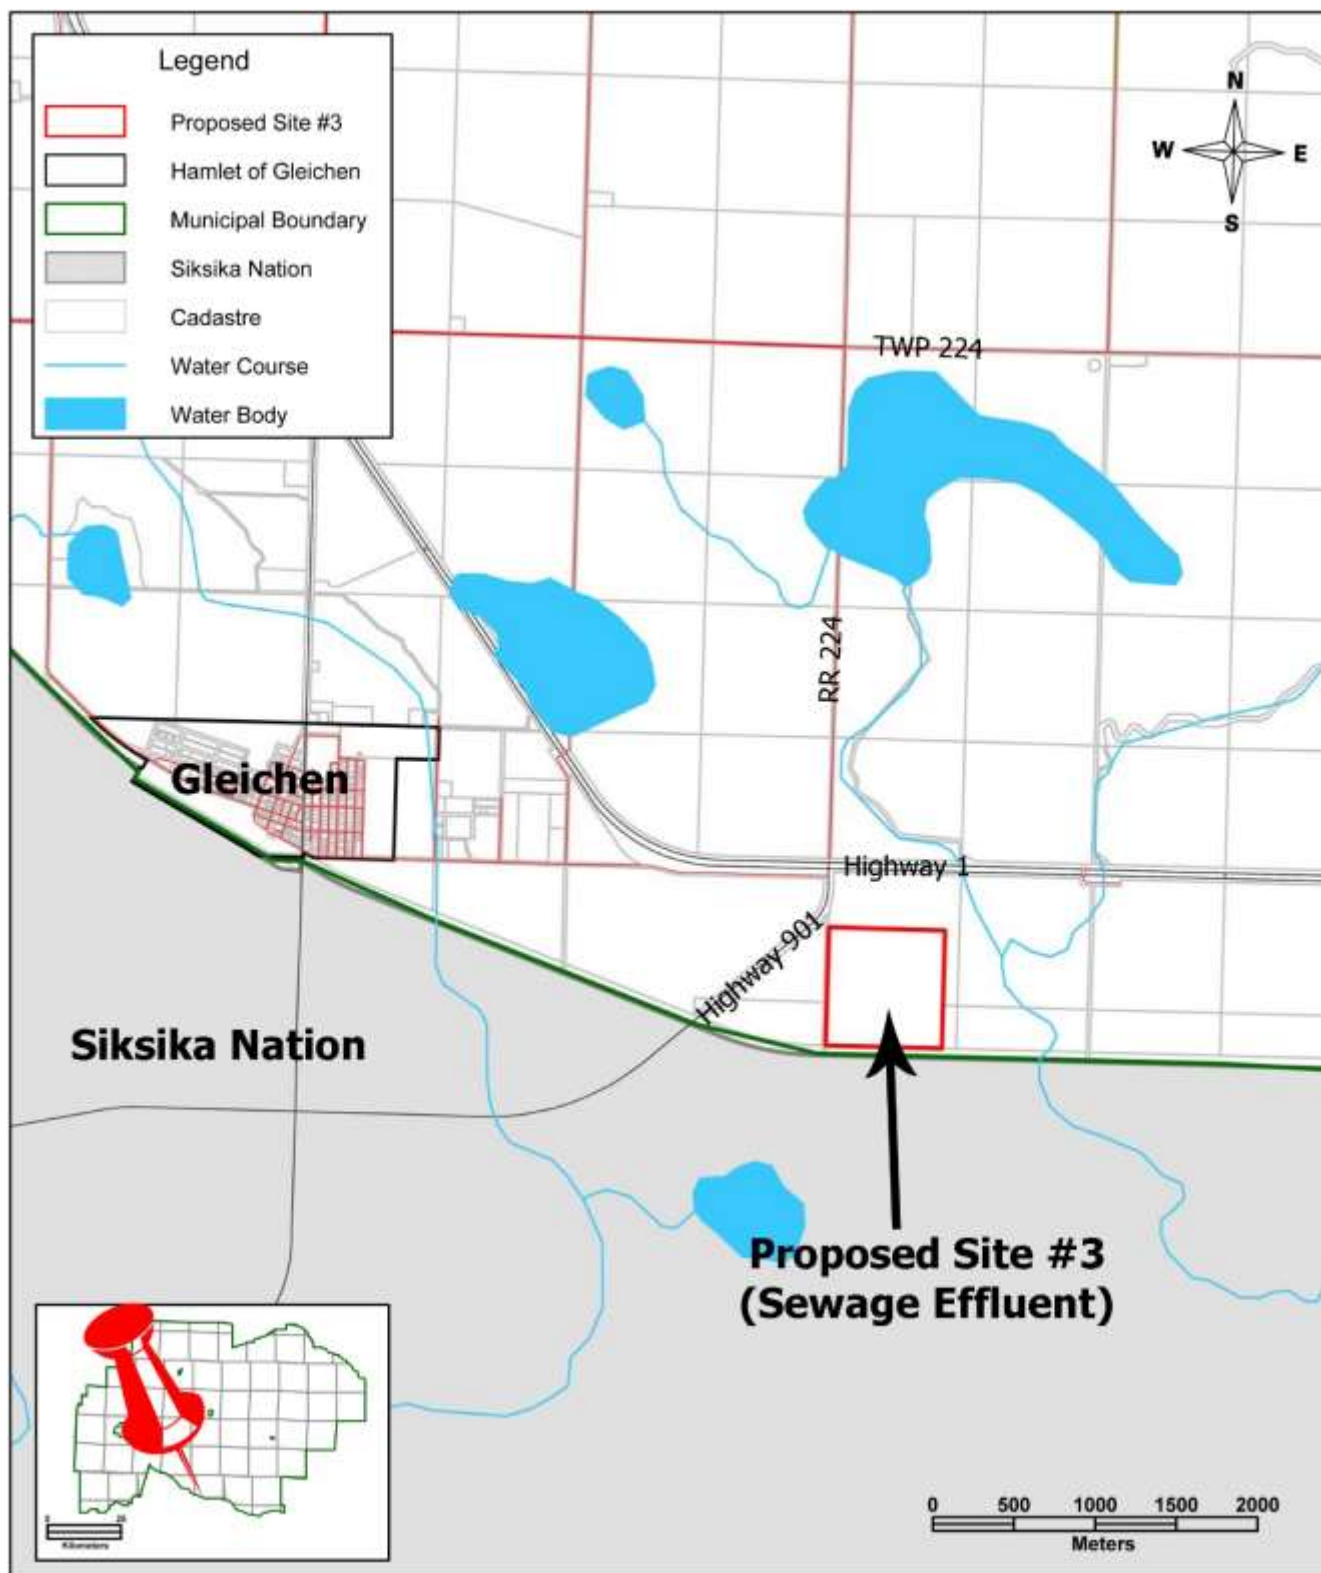 Legend
Proposed Site #3
Hamlet of Gleichen
Municipal Boundary
Siksika Nation
Cadastre
Water Course
Water Body
N
W E
S
TWP 224
RR 224
Gleichen
Highway 1
Highway 901
Siksika Nation
Proposed Site #3
(Sewage Effluent)
0 500 1000 1500 2000
Meters
Kilometers